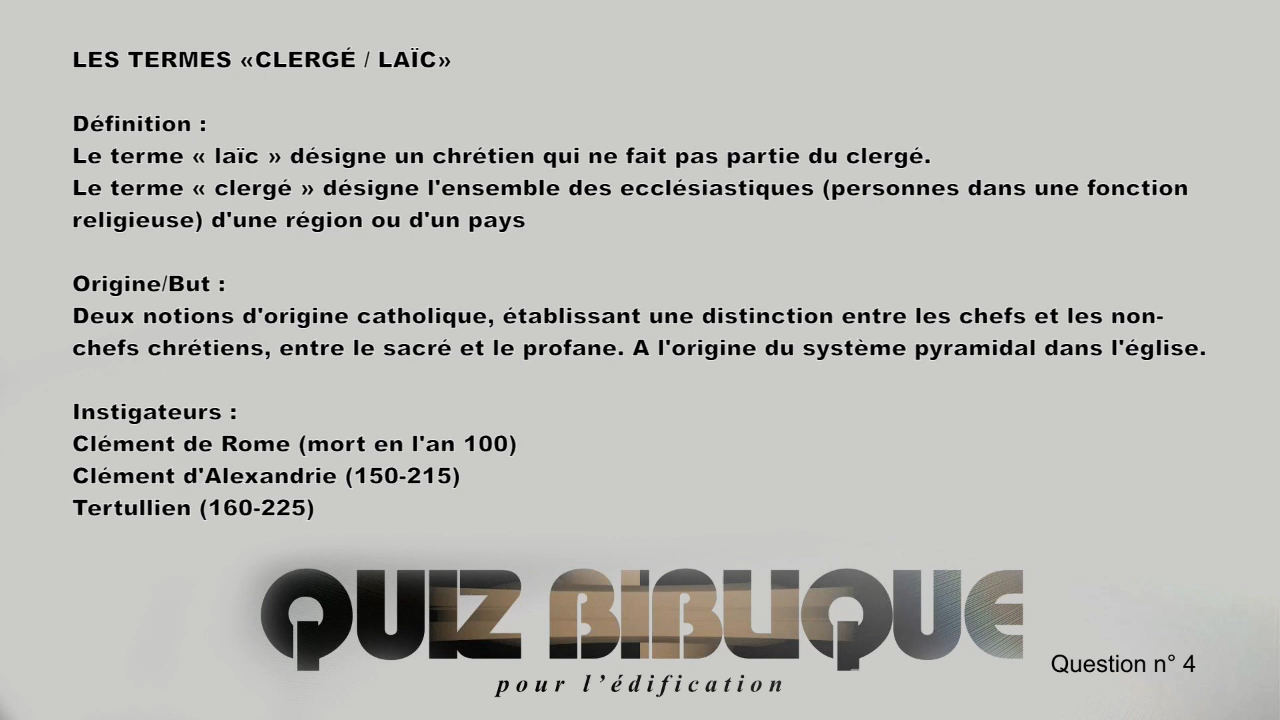 LES TERMES «CLERGÉ / LAÏC»
Définition :
Le terme « laïc » désigne un chrétien qui ne fait pas partie du clergé.
Le terme « clergé » désigne l'ensemble des ecclésiastiques (personnes dans une fonction
religieuse) d'une région ou d'un pays
Origine/But :
Deux notions d'origine catholique, établissant une distinction entre les chefs et les non-
chefs chrétiens, entre le sacré et le profane. A l'origine du système pyramidal dans l'église.
Instigateurs :
Clément de Rome (mort en l'an 100)
Clément d'Alexandrie (150-215)
Tertullien (160-225)
QUIZ BIBLIQUE
pour l’édification
Question n° 4